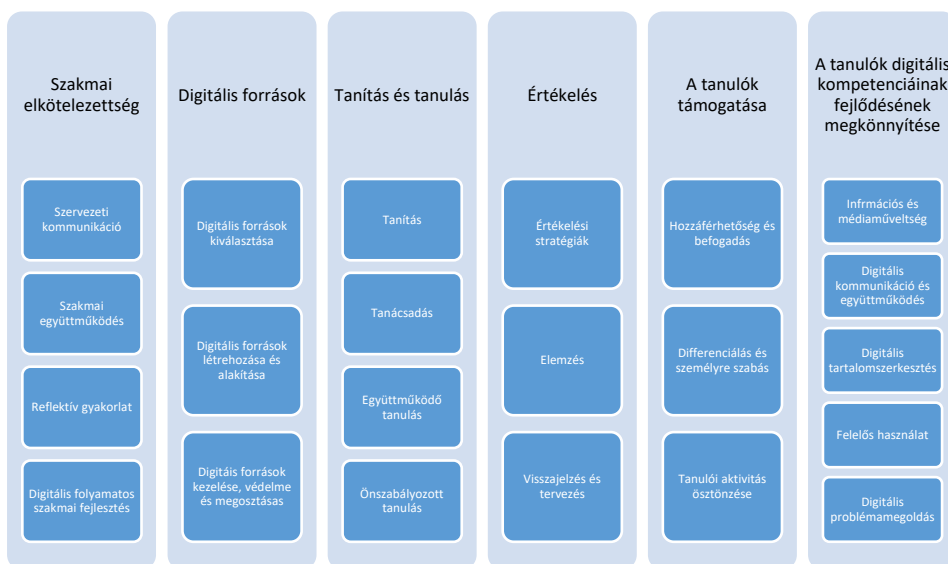 Szakmai
elkötelezettség
Szervezeti
kommunikáció
Szakmai
együttműködés
Reflektív gyakorlat
Digitális folyamatos
szakmai fejlesztés
Digitális források
Digitális források
kiválasztása
Digitális források
létrehozása és
alakítása
Digitáis források
kezelése, védelme
és megosztásas
Tanítás és tanulás
Tanítás
Tanácsadás
Együttműködő
tanulás
Önszabályozott
tanulás
Értékelés
Értékelési
stratégiák
Elemzés
Visszajelzés és
tervezés
A tanulók
támogatása
Hozzáférhetőség és
befogadás
Differenciálás és
személyre szabás
Tanulói aktivitás
ösztönzése
A tanulók digitális
kompetenciáinak
fejlődésének
megkönnyítése
Infrmációs és
médiaműveltség
Digitális
kommunikáció és
együttműködés
Digitális
tartalomszerkesztés
Felelős használat
Digitális
problémamegoldás